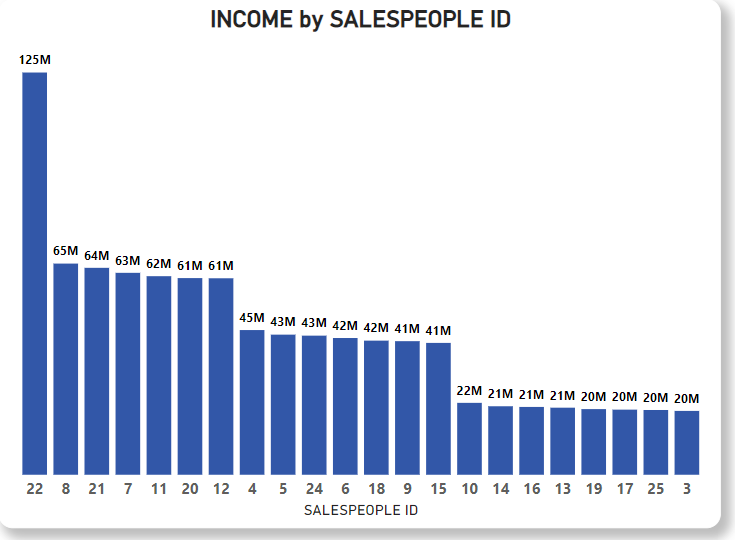 INCOME by SALESPEOPLE ID
125M
65M 64M 63M 62M 61M 61M
45M 43M 43M 42M 42M 41M 41M
22M 21M 21M 21M 20M 20M 20M 20M
22 8 21 7 11 20 12 4 5 24 6 18 9 15 10 14 16 13 19 17 25 3
SALESPEOPLE ID